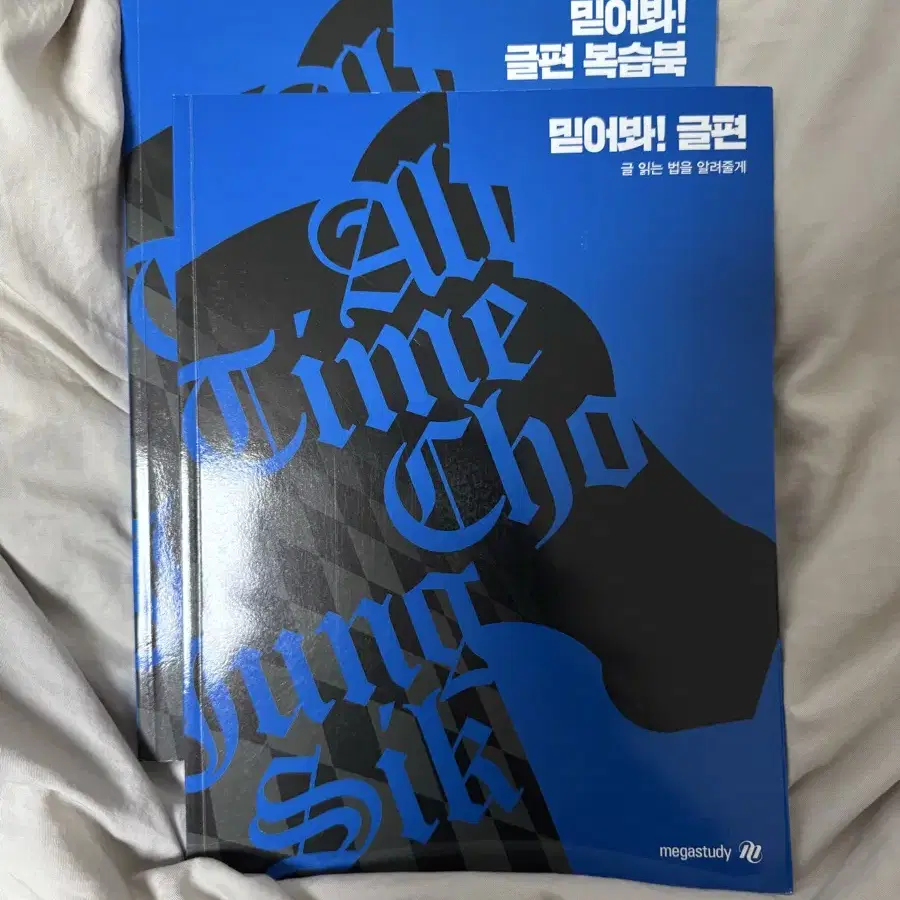 믿어봐!
글편 복습북
믿어봐! 글편
글 읽는 법을 알려줄게
All
Time
Cho
Jung
Sik
megastudy